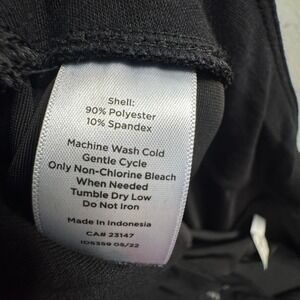 Shell:
90% Polyester
10% Spandex
Machine Wash Cold
Gentle Cycle
Only Non-Chlorine Bleach
When Needed
Tumble Dry Low
Do Not Iron
Made In Indonesia
CA# 23147
ID5359 05/22